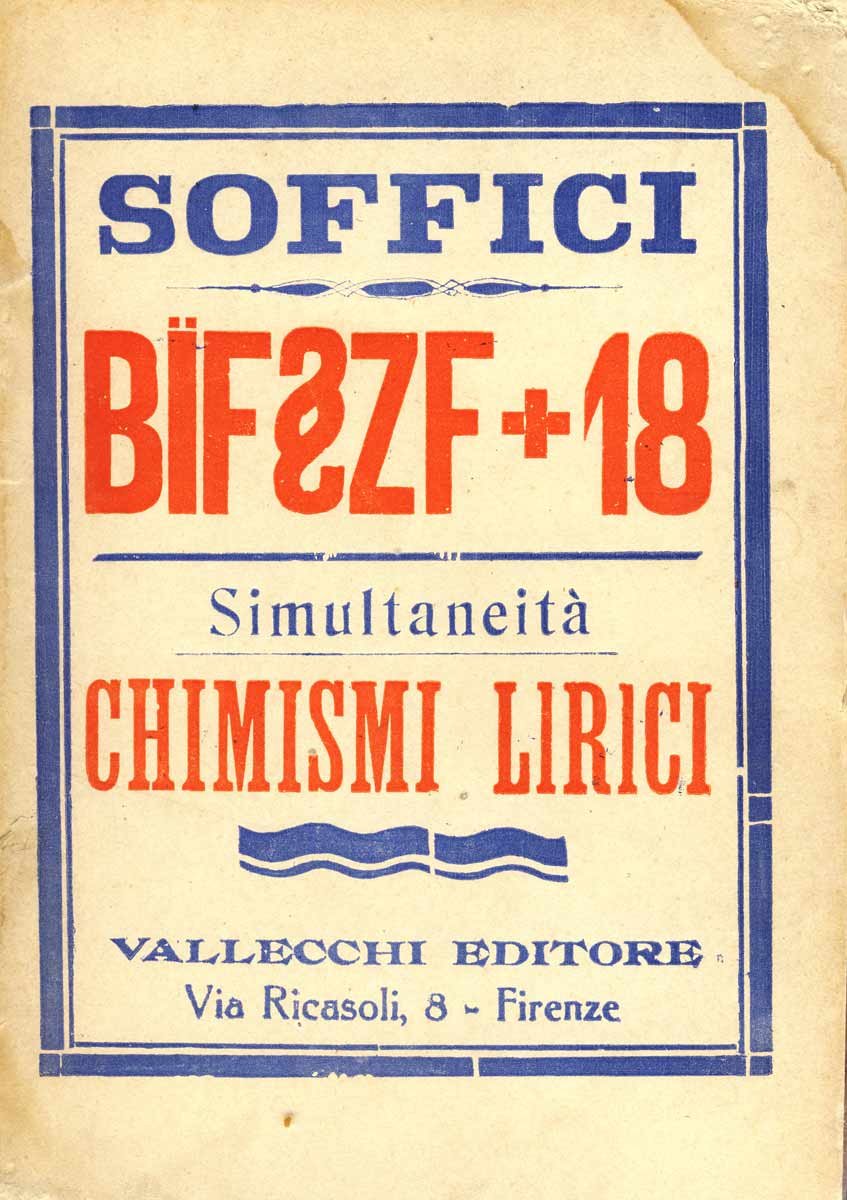 SOFFICI
BÏF§ZF+18
Simultaneità
CHIMISMI LIRICI
VALLECCHI EDITORE
Via Ricasoli, 8 - Firenze